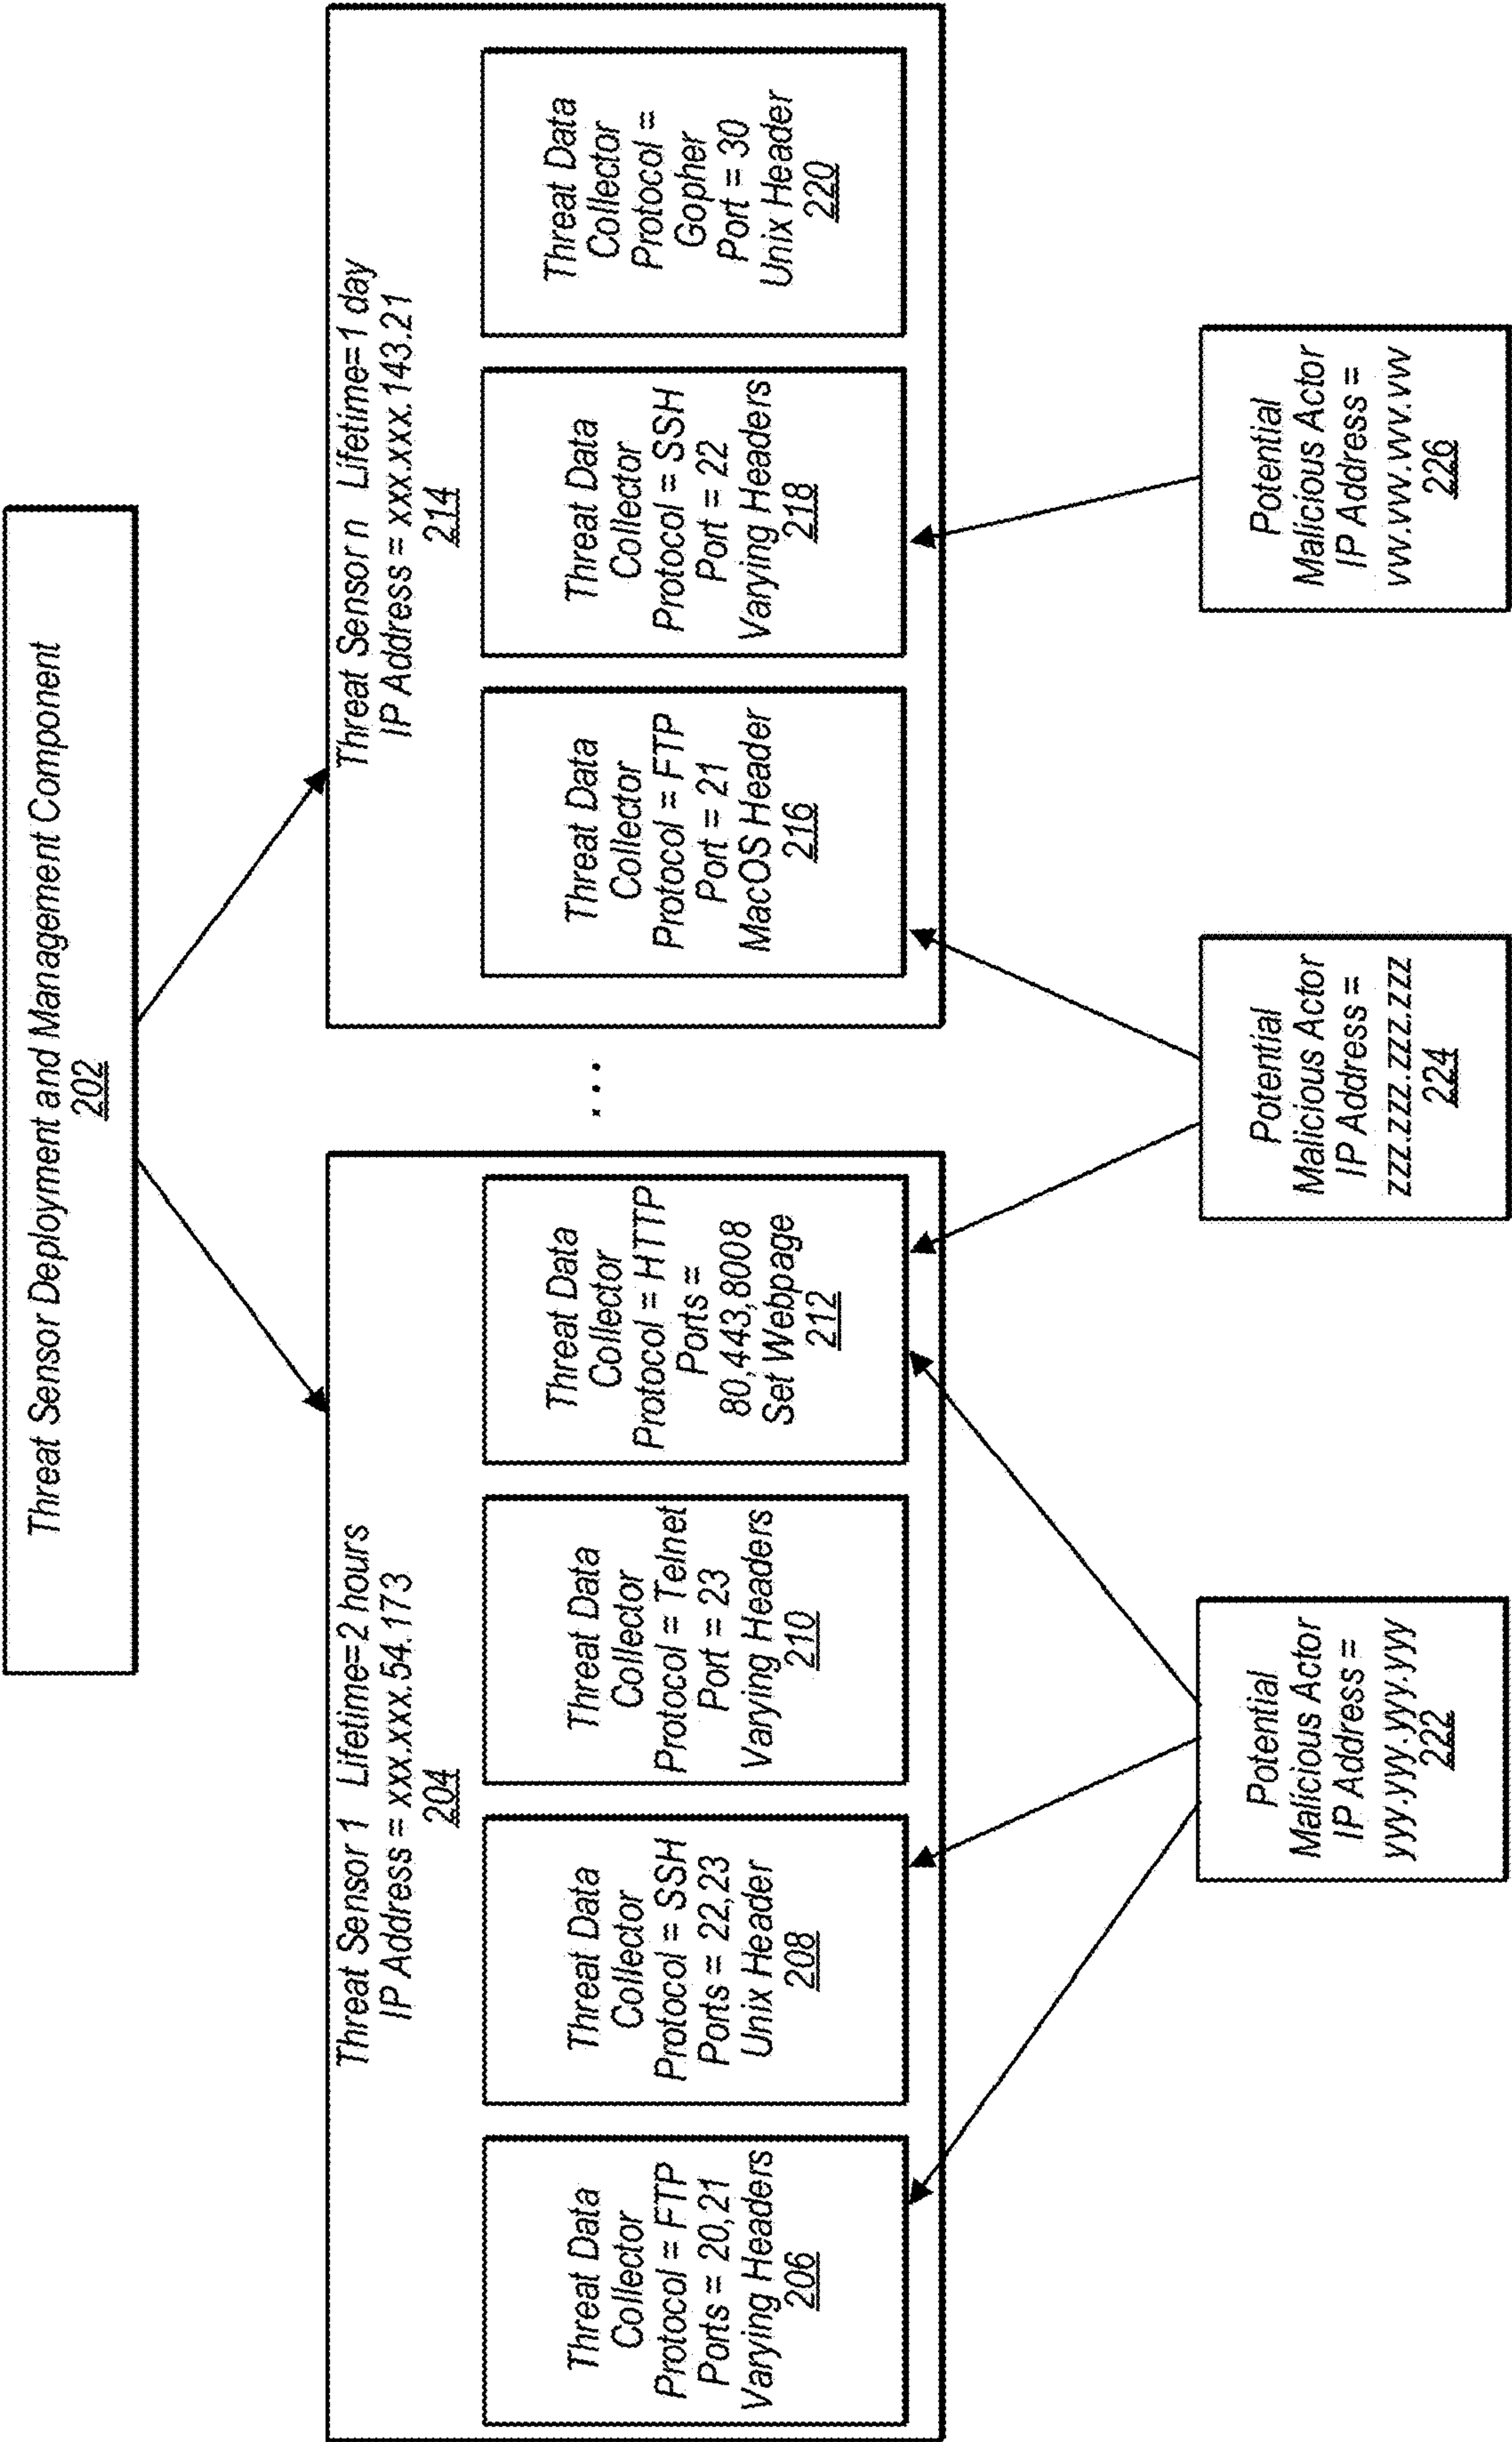 Threat Sensor Deployment and Management Component
202
Threat Sensor 1 Lifetime=2 hours
IP Address = xxx.xxx.54.173
204
Threat Data
Collector
Protocol = FTP
Ports = 20,21
Varying Headers
206
Threat Data
Collector
Protocol = SSH
Ports = 22,23
Unix Header
208
Threat Data
Collector
Protocol = Telnet
Port = 23
Varying Headers
210
Threat Data
Collector
Protocol = HTTP
Ports =
80,443,8008
Set Webpage
212
...
Threat Sensor n Lifetime=1 day
IP Address = xxx.xxx.143.21
214
Threat Data
Collector
Protocol = FTP
Port = 21
MacOS Header
216
Threat Data
Collector
Protocol = SSH
Port = 22
Varying Headers
218
Threat Data
Collector
Protocol =
Gopher
Port = 30
Unix Header
220
Potential
Malicious Actor
IP Address =
yyy.yyy.yyy.yyy
222
Potential
Malicious Actor
IP Address =
zzz.zzz.zzz.zzz
224
Potential
Malicious Actor
IP Address =
vvv.vvv.vvv.vvv
226